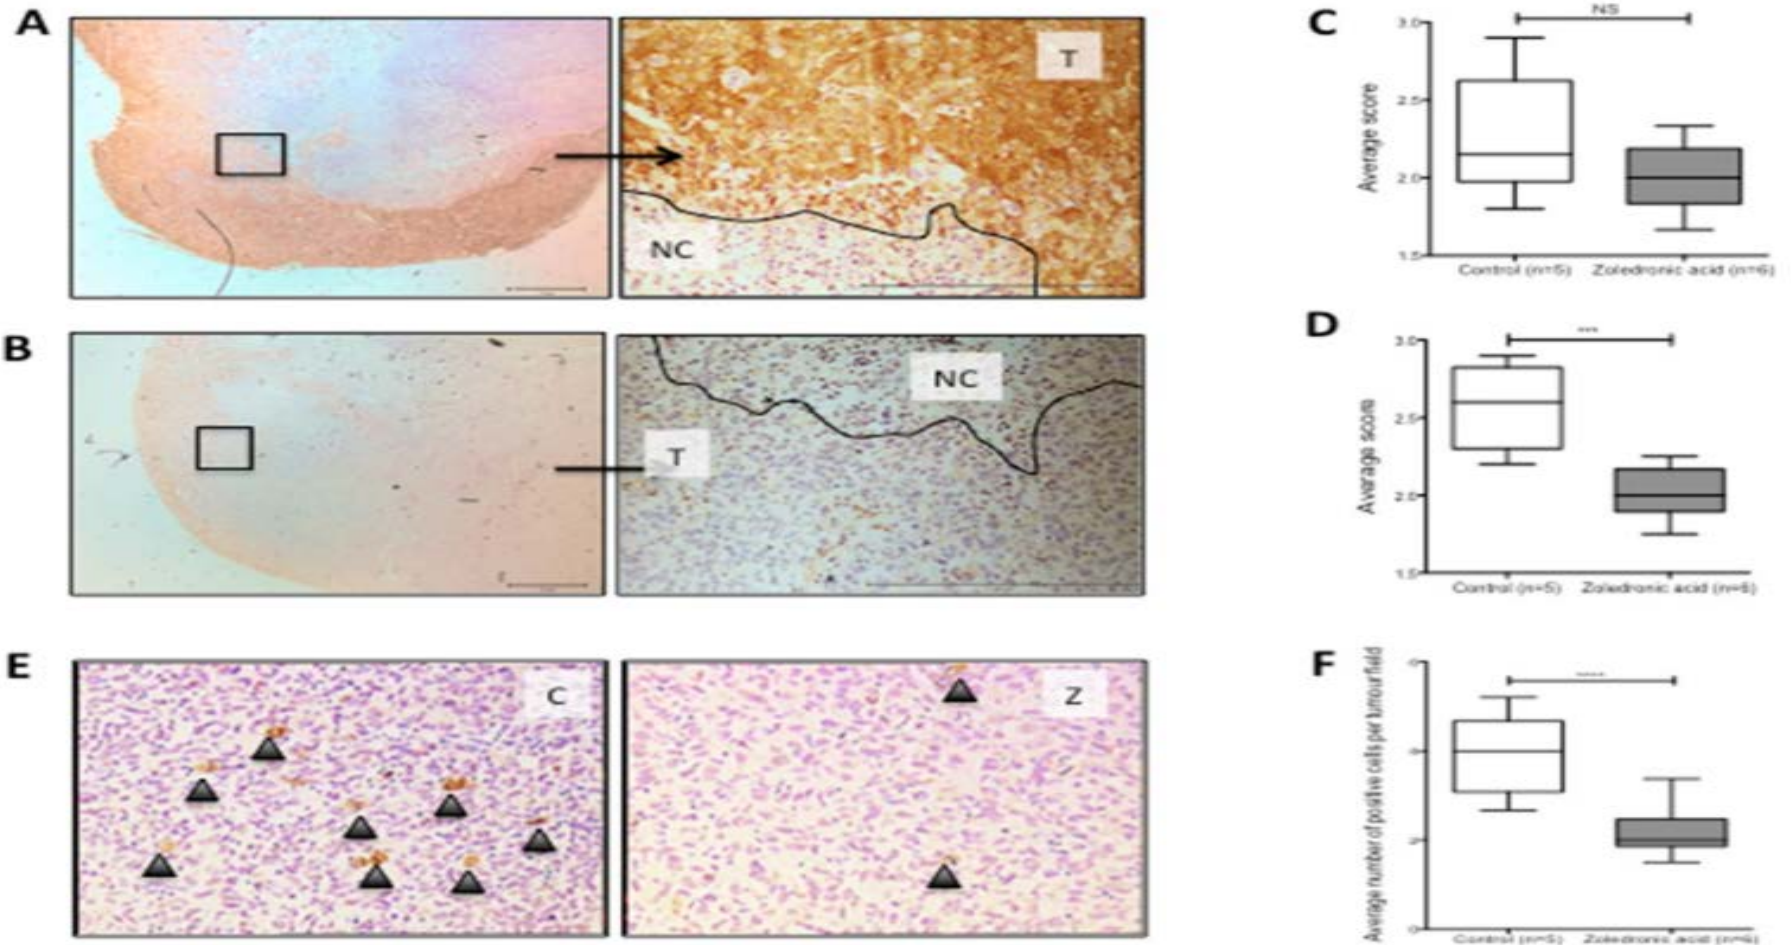 A
T
NC
B
NC
T
E
C
Z
C
NS
Average score
3.0
2.5
2.0
1.5
Control (n=5)
Zoledronic acid (n=6)
D
Average score
3.0
2.5
2.0
1.5
Control (n=5)
Zoledronic acid (n=6)
F
Average number of positive cells per tumour field
2
Control (n=5)
Zoledronic acid (n=6)